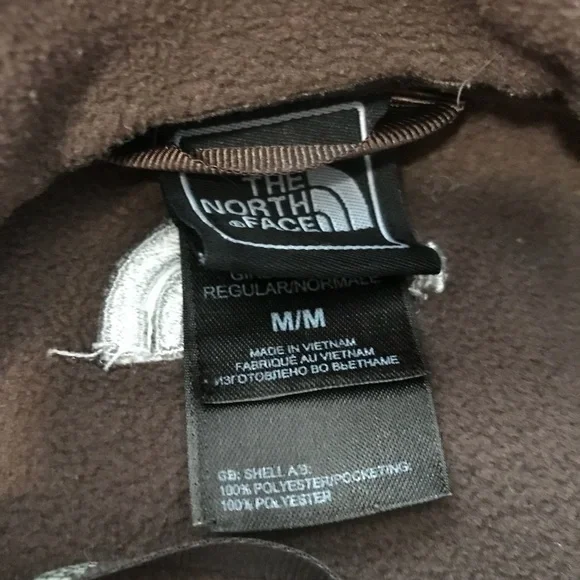 THE
NORTH
FACE
REGULAR/NORMALE
M/M
MADE IN VIETNAM
FABRIQUÉ AU VIETNAM
ИЗГОТОВЛЕНО ВО ВЬЕТНАМЕ
GB: SHELL A/B:
100% POLYESTER/POCKETING:
100% POLYESTER